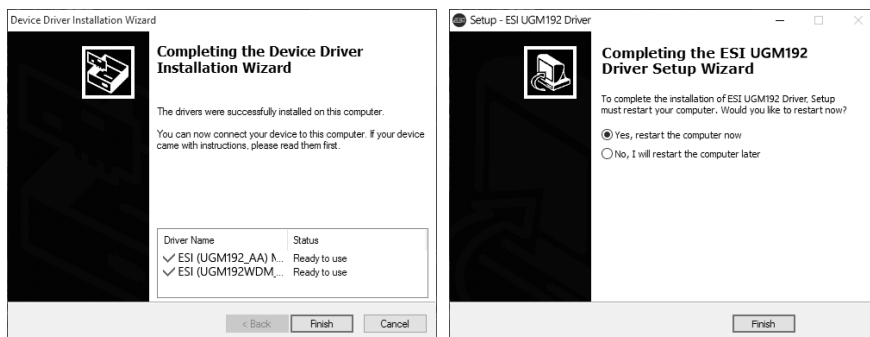 Device Driver Installation Wizard
Completing the Device Driver
Installation Wizard
The drivers were successfully installed on this computer.
You can now connect your device to this computer. If your device
came with instructions, please read them first.
Driver Name Status
ESI (UGM192_AA) M... Ready to use
ESI (UGM192WDM_... Ready to use
< Back Finish Cancel
Setup - ESI UGM192 Driver
Completing the ESI UGM192
Driver Setup Wizard
To complete the installation of ESI UGM192 Driver, Setup
must restart your computer. Would you like to restart now?
Yes, restart the computer now
No, I will restart the computer later
Finish